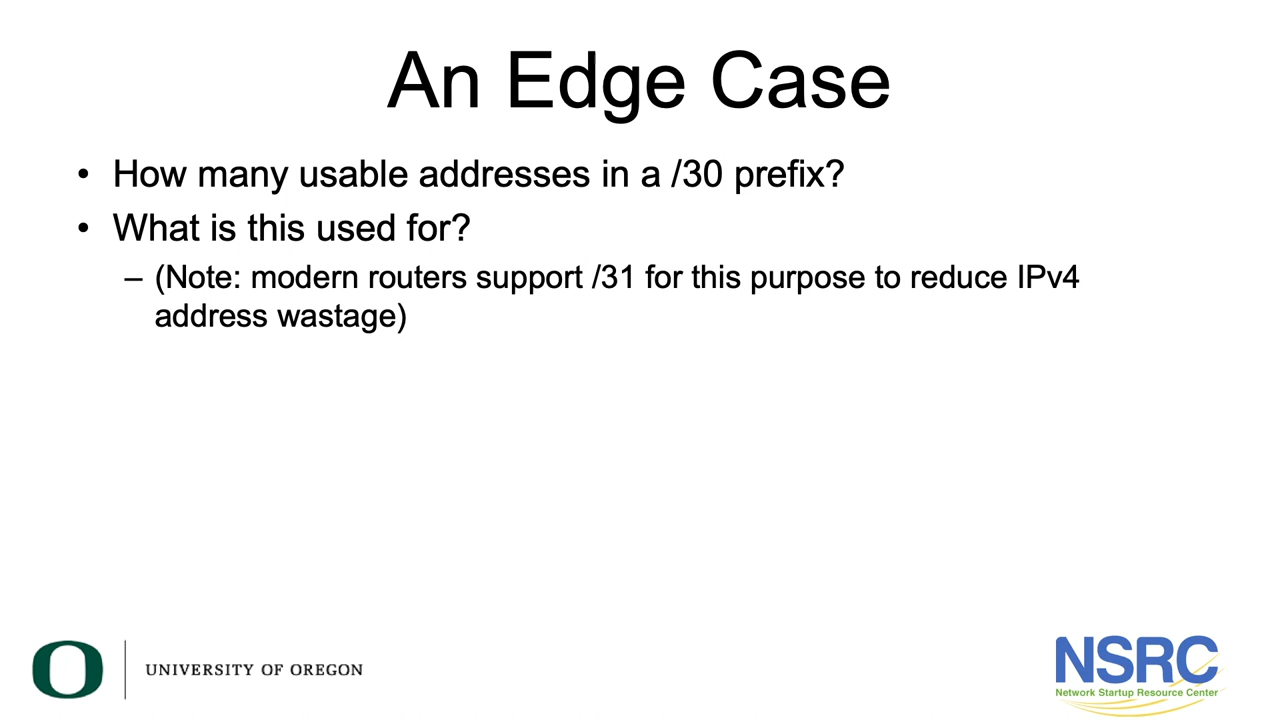 An Edge Case
• How many usable addresses in a /30 prefix?
• What is this used for?
– (Note: modern routers support /31 for this purpose to reduce IPv4
address wastage)
UNIVERSITY OF OREGON
NSRC
Network Startup Resource Center